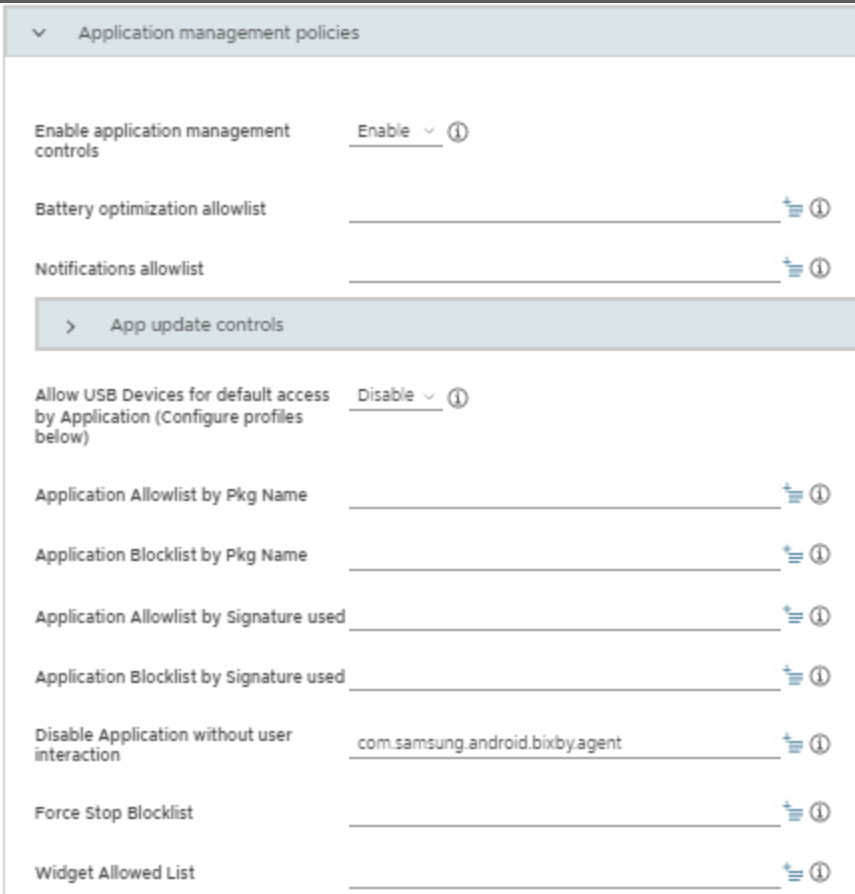 Application management policies
Enable application management
controls
Enable
Battery optimization allowlist
Notifications allowlist
App update controls
Allow USB Devices for default access
by Application (Configure profiles
below)
Disable
Application Allowlist by Pkg Name
Application Blocklist by Pkg Name
Application Allowlist by Signature used
Application Blocklist by Signature used
Disable Application without user
interaction
com.samsung.android.bixby.agent
Force Stop Blocklist
Widget Allowed List